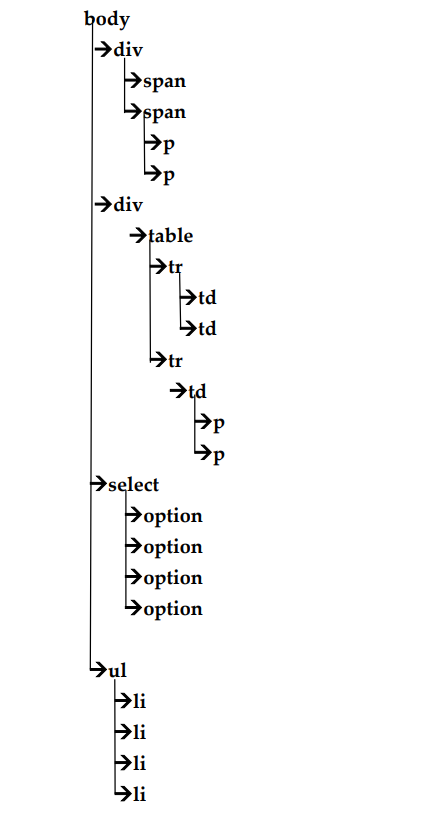 body
div
span
span
p
p
div
table
tr
td
td
tr
td
p
p
select
option
option
option
option
ul
li
li
li
li